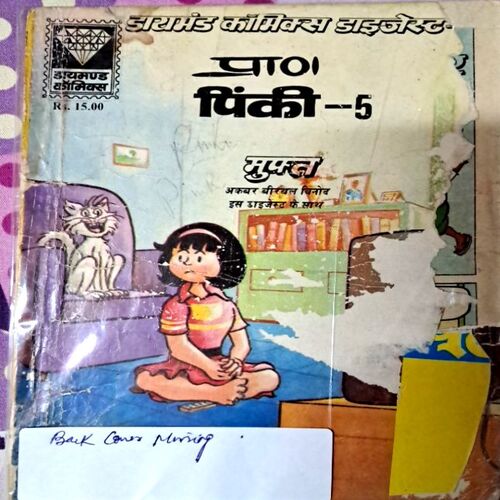 डायमंड कॉमिक्स डाइजेस्ट-
डायमण्ड
कॉमिक्स
Rs. 15.00
प्राण
पिंकी-5
मुफ्त
अकबर बीरबल विनोद
इस डाइजेस्ट के साथ
Back Cover Missing